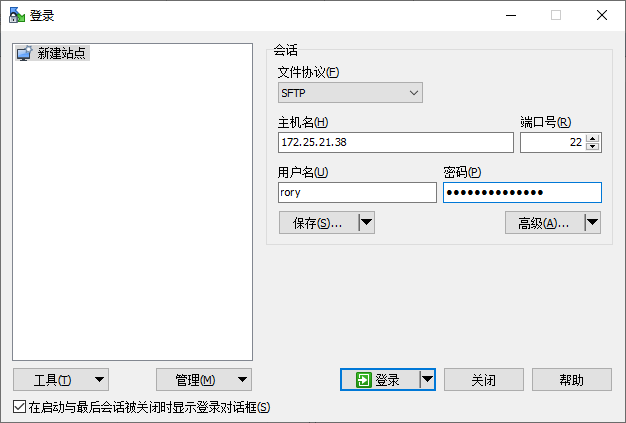 登录
新建站点
会话
文件协议(F)
SFTP
主机名(H) 端口号(R)
172.25.21.38 22
用户名(U) 密码(P)
rory ●●●●●●●●●●●●●●
保存(S)... 高级(A)...
工具(T) 管理(M) 登录 关闭 帮助
在启动与最后会话被关闭时显示登录对话框(S)